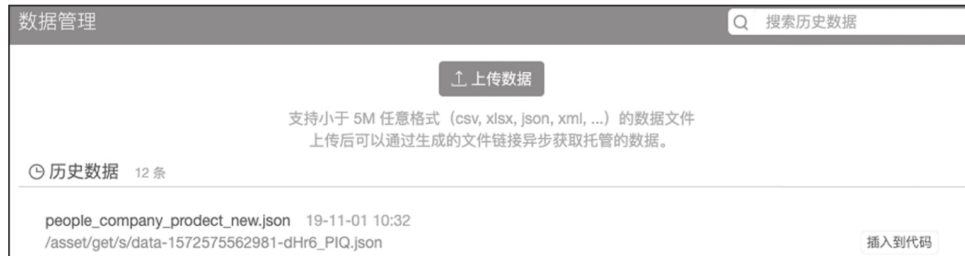 数据管理
搜索历史数据
上传数据
支持小于 5M 任意格式（csv, xlsx, json, xml, ...）的数据文件
上传后可以通过生成的文件链接异步获取托管的数据。
历史数据 12 条
people_company_prodect_new.json 19-11-01 10:32
/asset/get/s/data-1572575562981-dHr6_PIQ.json
插入到代码